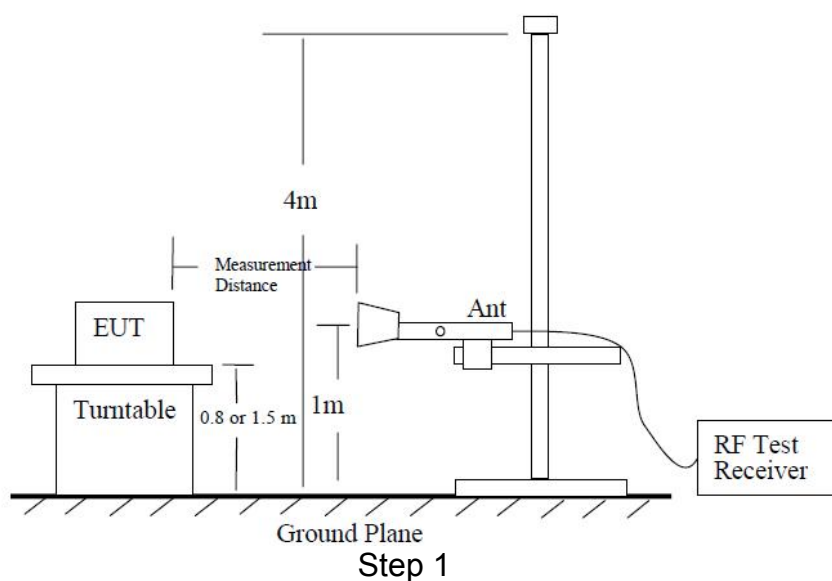 4m
Measurement
Distance
EUT
Ant
Turntable
0.8 or 1.5 m
1m
RF Test
Receiver
Ground Plane
Step 1